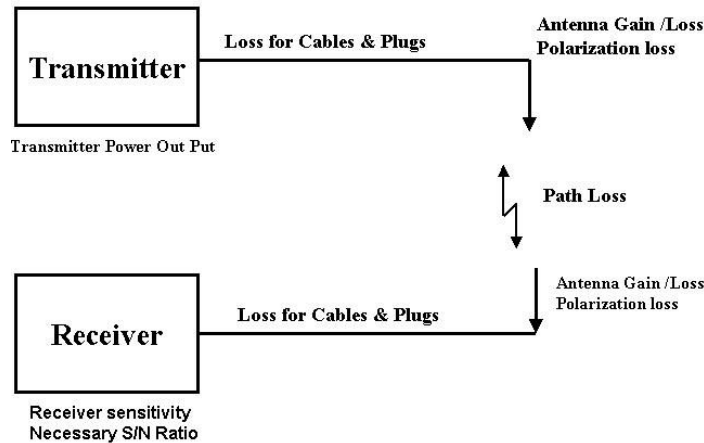 Loss for Cables & Plugs
Antenna Gain /Loss
Polarization loss
Transmitter
Transmitter Power Out Put
Path Loss
Antenna Gain /Loss
Polarization loss
Loss for Cables & Plugs
Receiver
Receiver sensitivity
Necessary S/N Ratio